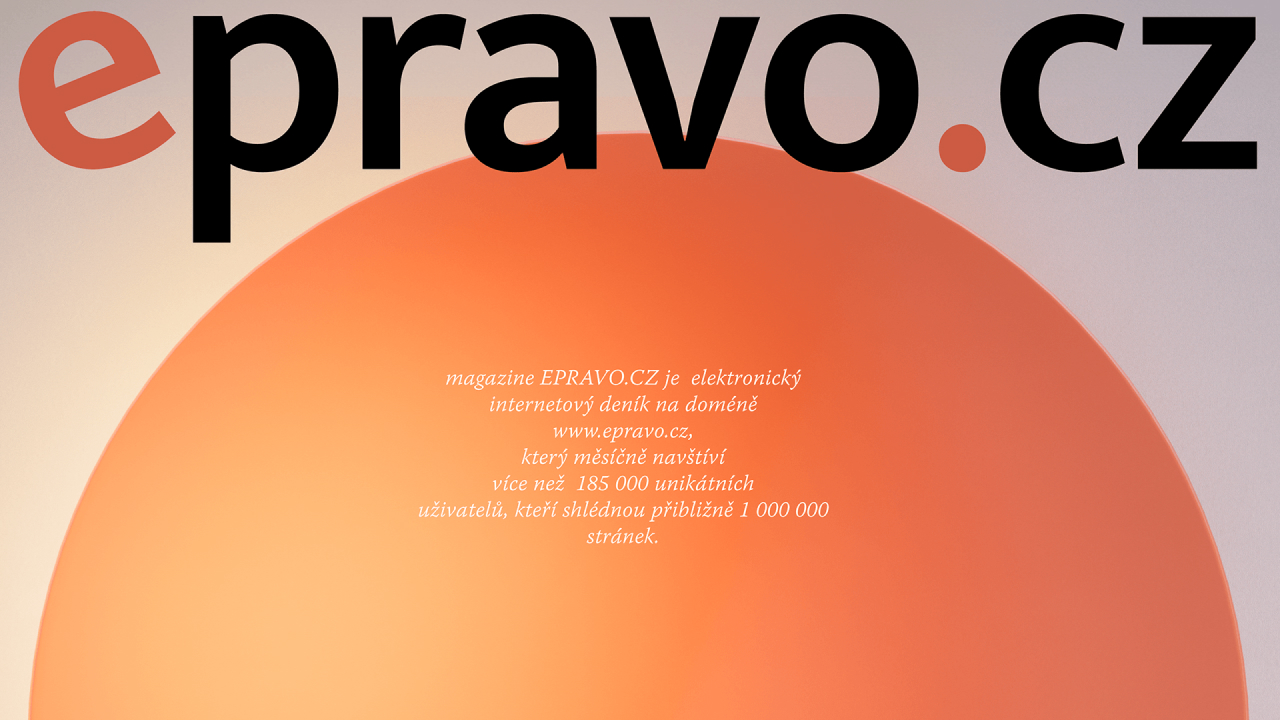 epravo.cz
magazine EPRAVO.CZ je elektronický
internetový deník na doméně
www.epravo.cz,
který měsíčně navštíví
více než 185 000 unikátních
uživatelů, kteří shlédnou přibližně 1 000 000
stránek.